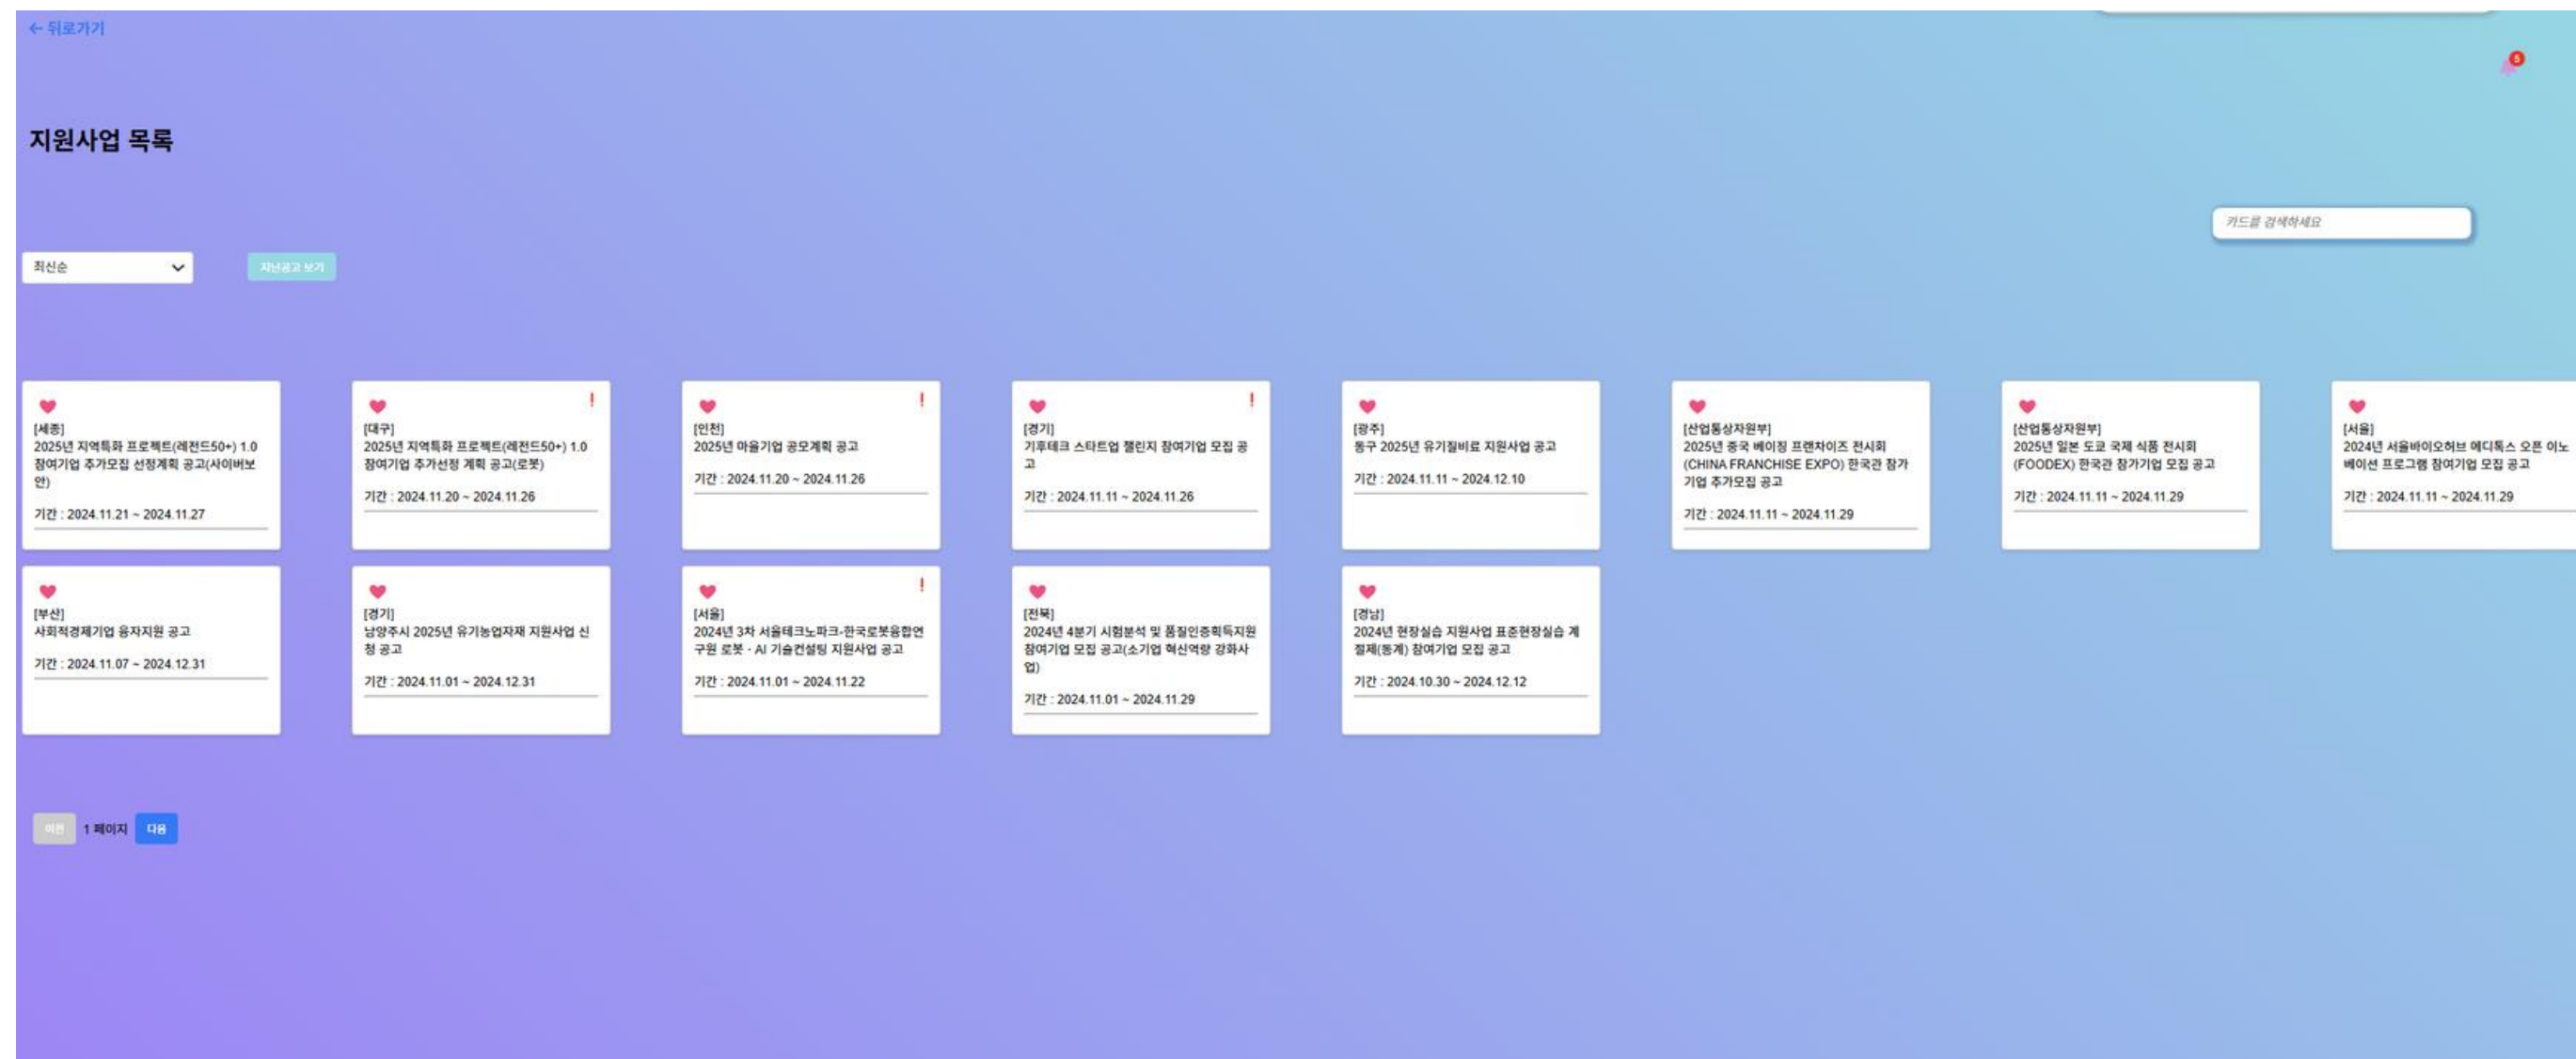 ← 뒤로가기
5
지원사업 목록
카드를 검색하세요
최신순
지난공고 보기
[세종]
2025년 지역특화 프로젝트(레전드50+) 1.0
참여기업 추가모집 선정계획 공고(사이버보
안)
기간 : 2024.11.21 ~ 2024.11.27
!
[대구]
2025년 지역특화 프로젝트(레전드50+) 1.0
참여기업 추가선정 계획 공고(로봇)
기간 : 2024.11.20 ~ 2024.11.26
!
[인천]
2025년 마을기업 공모계획 공고
기간 : 2024.11.20 ~ 2024.11.26
!
[경기]
기후테크 스타트업 챌린지 참여기업 모집 공
고
기간 : 2024.11.11 ~ 2024.11.26
[광주]
동구 2025년 유기질비료 지원사업 공고
기간 : 2024.11.11 ~ 2024.12.10
[산업통상자원부]
2025년 중국 베이징 프랜차이즈 전시회
(CHINA FRANCHISE EXPO) 한국관 참가
기업 추가모집 공고
기간 : 2024.11.11 ~ 2024.11.29
[산업통상자원부]
2025년 일본 도쿄 국제 식품 전시회
(FOODEX) 한국관 참가기업 모집 공고
기간 : 2024.11.11 ~ 2024.11.29
[서울]
2024년 서울바이오허브 메디톡스 오픈 이노
베이션 프로그램 참여기업 모집 공고
기간 : 2024.11.11 ~ 2024.11.29
[부산]
사회적경제기업 융자지원 공고
기간 : 2024.11.07 ~ 2024.12.31
[경기]
남양주시 2025년 유기농업자재 지원사업 신
청 공고
기간 : 2024.11.01 ~ 2024.12.31
!
[서울]
2024년 3차 서울테크노파크-한국로봇융합연
구원 로봇 · AI 기술컨설팅 지원사업 공고
기간 : 2024.11.01 ~ 2024.11.22
[전북]
2024년 4분기 시험분석 및 품질인증획득지원
참여기업 모집 공고(소기업 혁신역량 강화사
업)
기간 : 2024.11.01 ~ 2024.11.29
[경남]
2024년 현장실습 지원사업 표준현장실습 계
절제(동계) 참여기업 모집 공고
기간 : 2024.10.30 ~ 2024.12.12
이전 1 페이지 다음